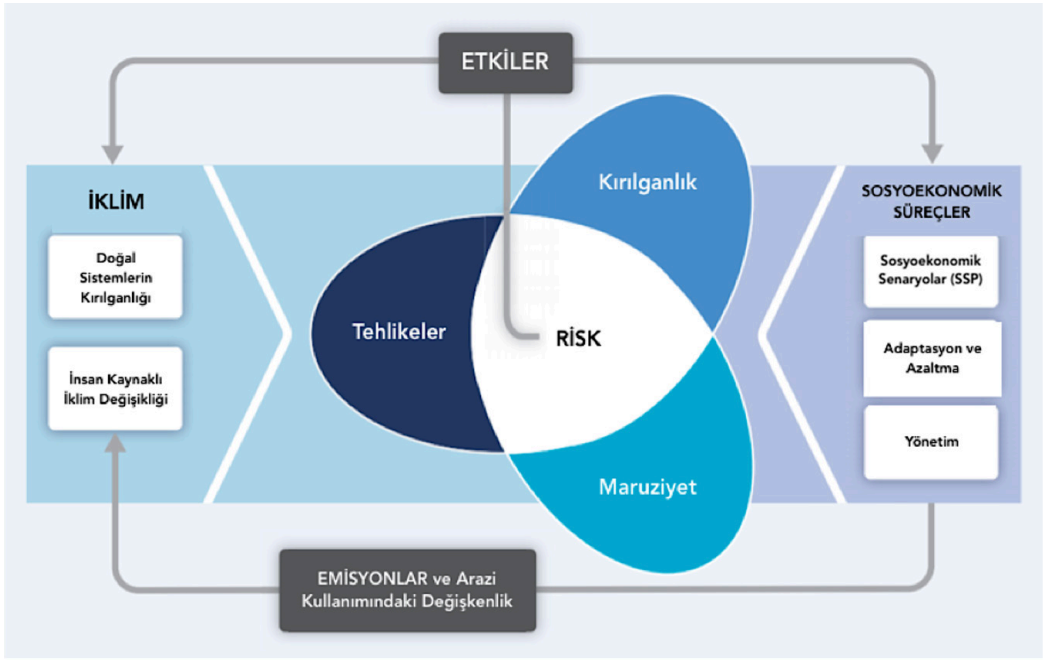 ETKİLER
İKLİM
Doğal
Sistemlerin
Kırılganlığı
İnsan Kaynaklı
İklim Değişikliği
Tehlikeler
Kırılganlık
RİSK
Maruziyet
SOSYOEKONOMİK
SÜREÇLER
Sosyoekonomik
Senaryolar (SSP)
Adaptasyon ve
Azaltma
Yönetim
EMİSYONLAR ve Arazi
Kullanımındaki Değişkenlik